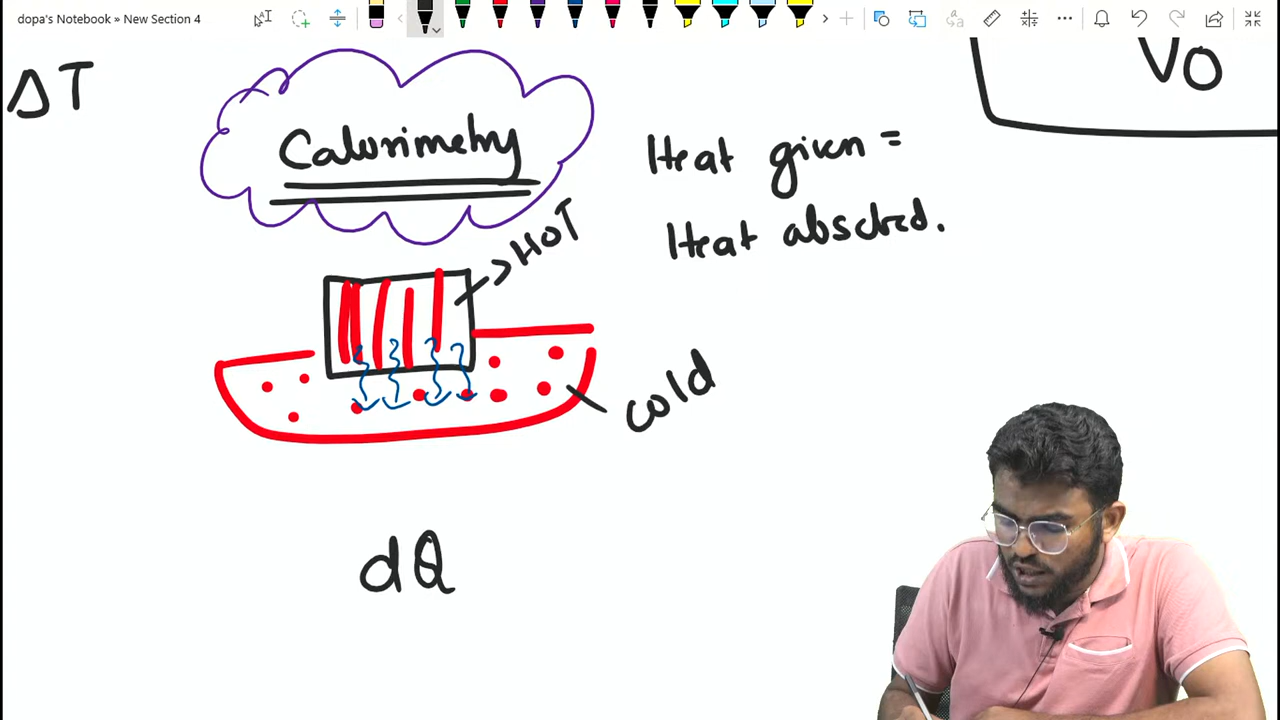 dopa's Notebook » New Section 4
ΔT
VO
Calorimetry
Heat given =
Heat absorbed.
HOT
cold
dQ